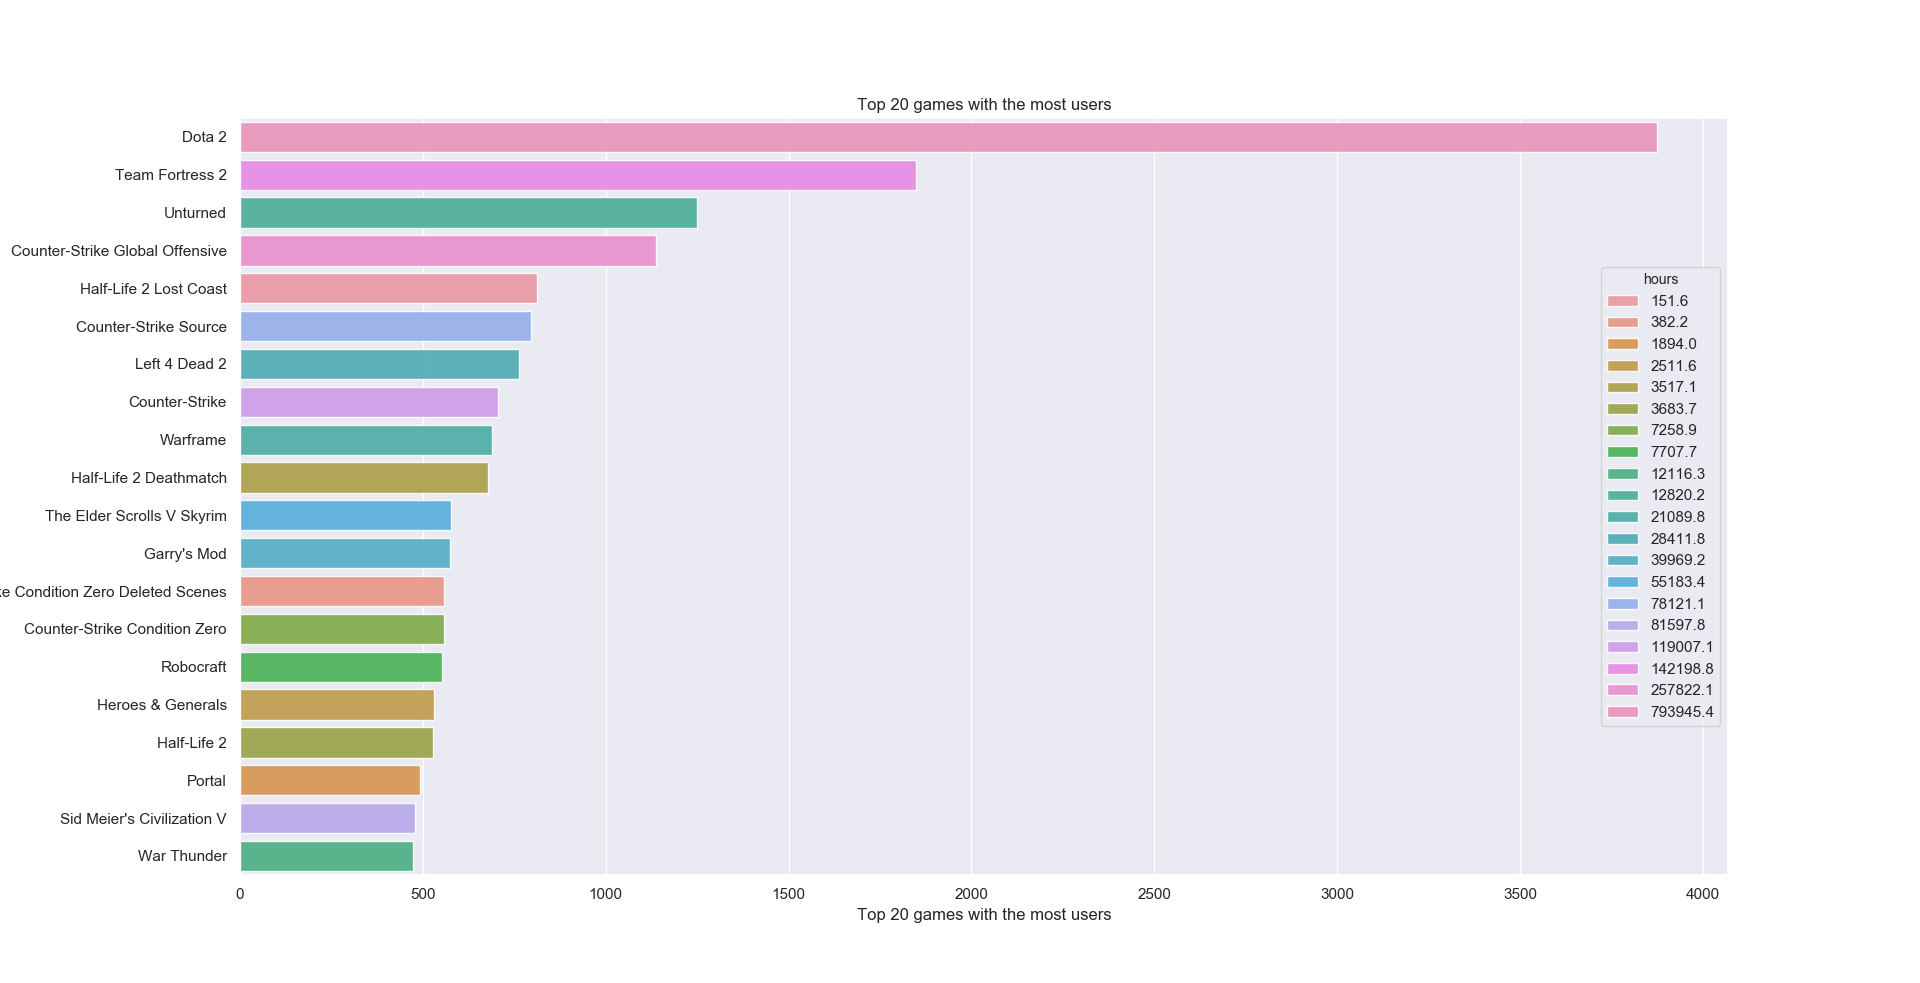 Top 20 games with the most users
Dota 2
Team Fortress 2
Unturned
Counter-Strike Global Offensive
Half-Life 2 Lost Coast
Counter-Strike Source
Left 4 Dead 2
Counter-Strike
Warframe
Half-Life 2 Deathmatch
The Elder Scrolls V Skyrim
Garry's Mod
Condition Zero Deleted Scenes
Counter-Strike Condition Zero
Robocraft
Heroes & Generals
Half-Life 2
Portal
Sid Meier's Civilization V
War Thunder
hours
151.6
382.2
1894.0
2511.6
3517.1
3683.7
7258.9
7707.7
12116.3
12820.2
21089.8
28411.8
39969.2
55183.4
78121.1
81597.8
119007.1
142198.8
257822.1
793945.4
0 500 1000 1500 2000 2500 3000 3500 4000
Top 20 games with the most users